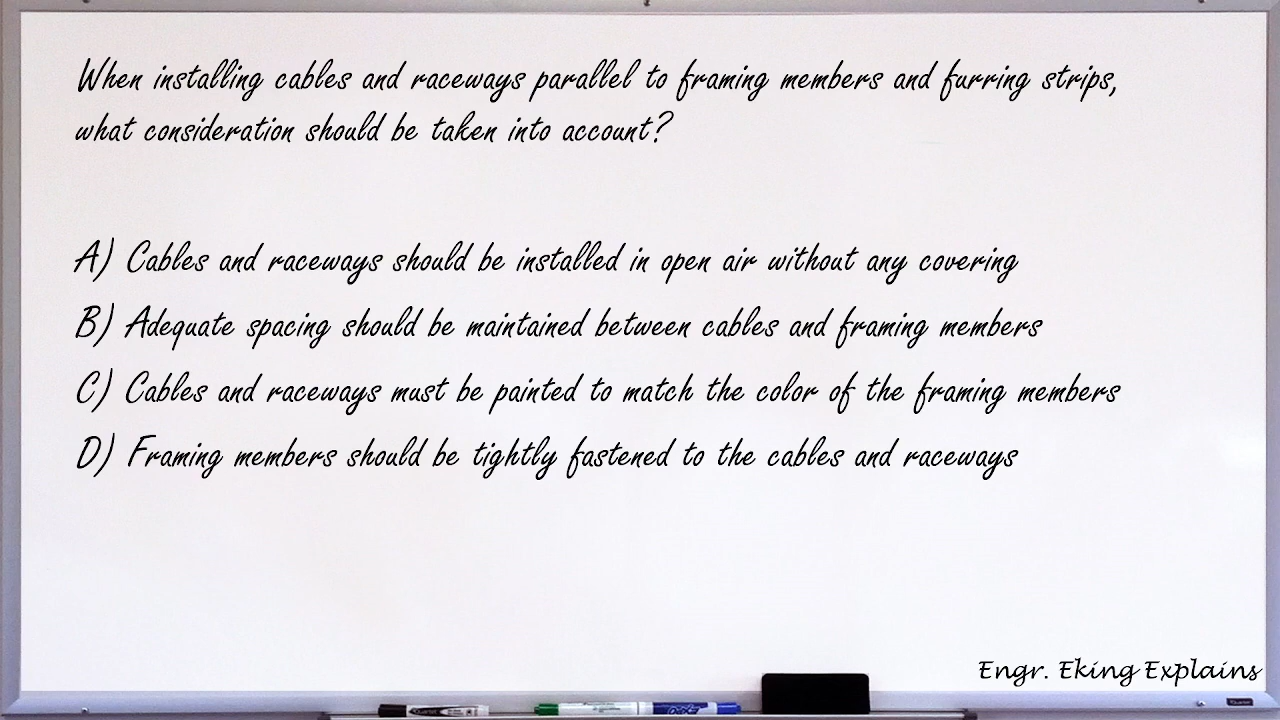 When installing cables and raceways parallel to framing members and furring strips,
what consideration should be taken into account?
A) Cables and raceways should be installed in open air without any covering
B) Adequate spacing should be maintained between cables and framing members
C) Cables and raceways must be painted to match the color of the framing members
D) Framing members should be tightly fastened to the cables and raceways
Engr. Eking Explains